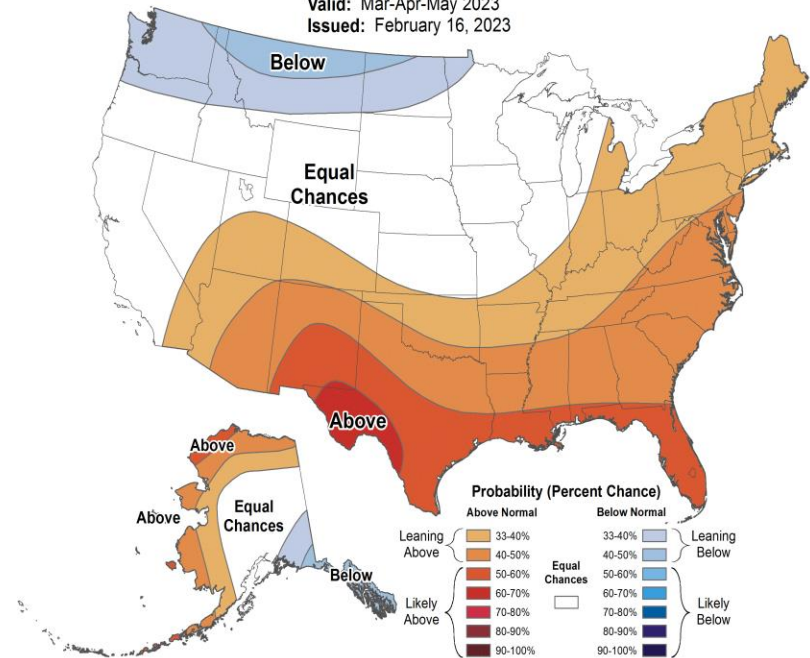 Valid: Mar-Apr-May 2023
Issued: February 16, 2023
Below
Equal
Chances
Above
Above
Above
Equal
Chances
Below
Probability (Percent Chance)
Above Normal
Below Normal
Leaning
Above
33-40%
40-50%
Likely
Above
50-60%
60-70%
70-80%
80-90%
90-100%
Equal
Chances
33-40%
40-50%
Leaning
Below
50-60%
60-70%
70-80%
80-90%
90-100%
Likely
Below